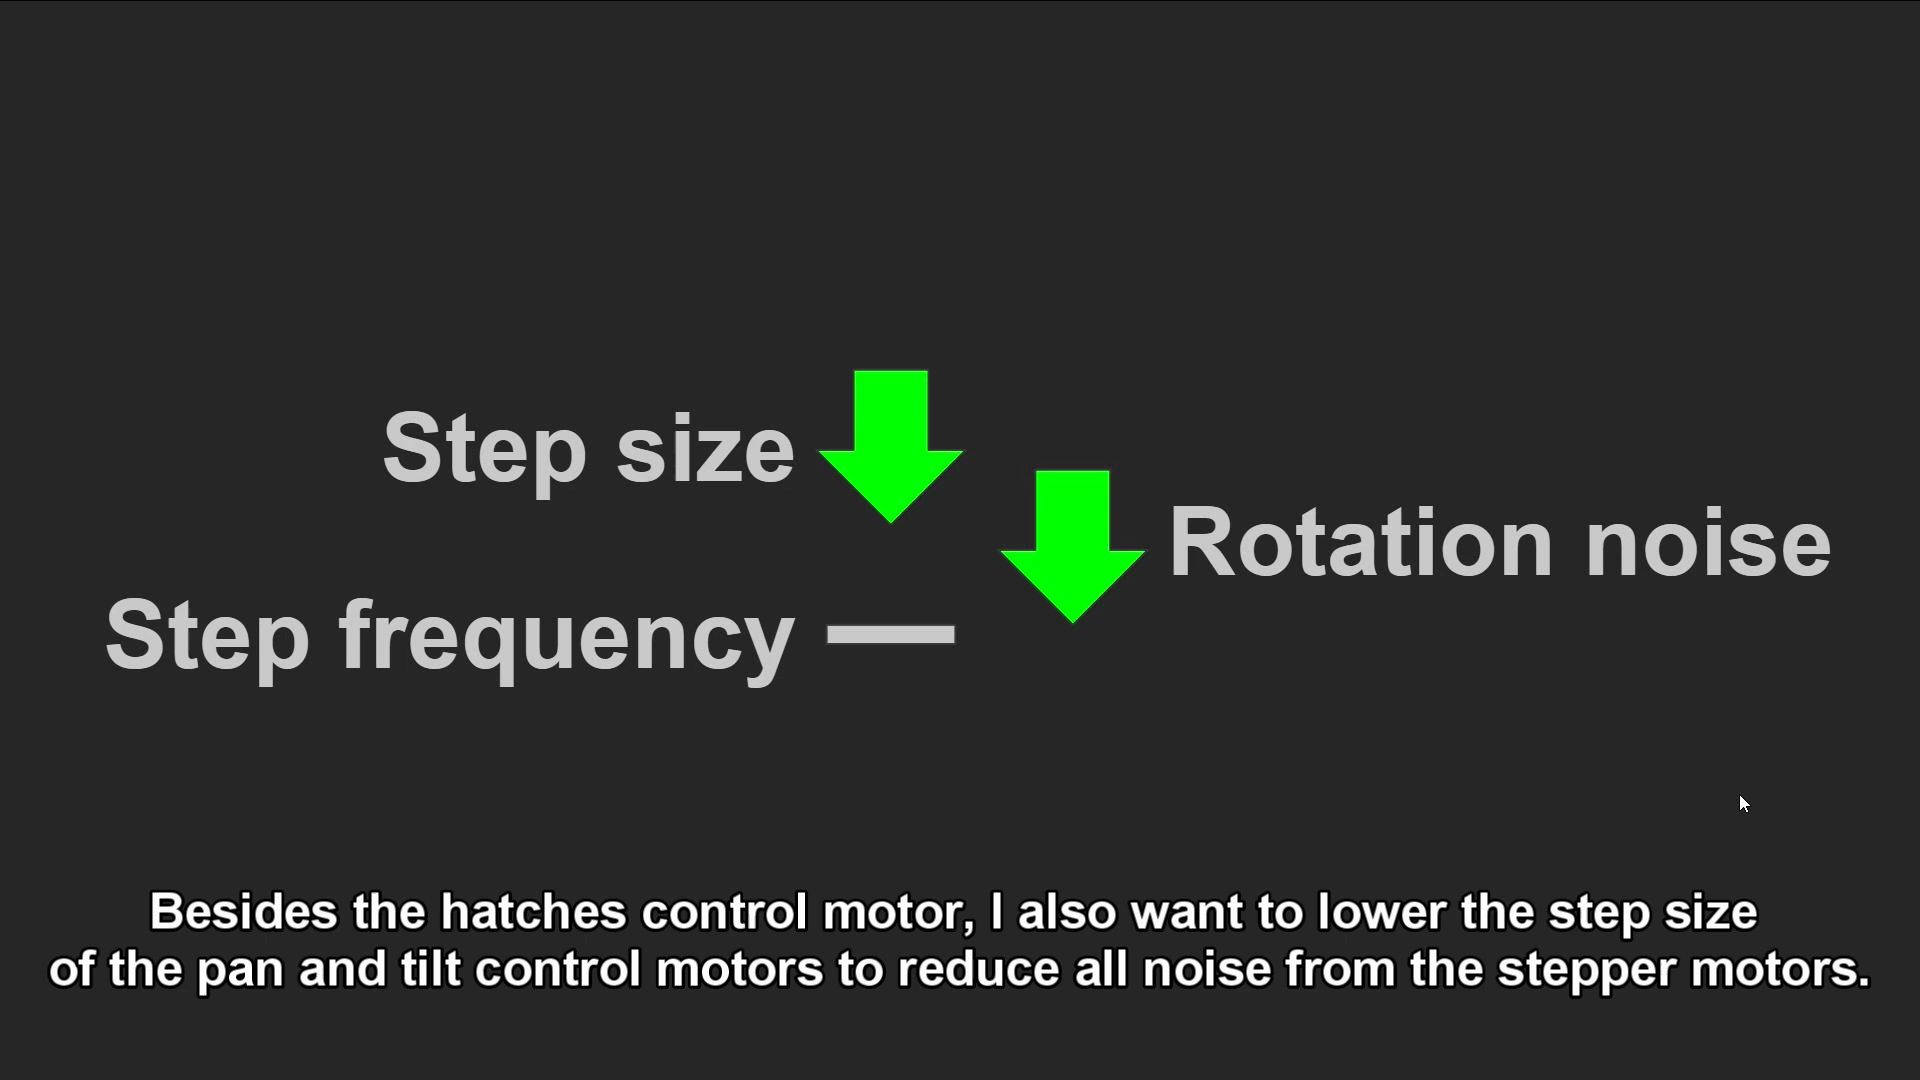 Step size
Rotation noise
Step frequency
Besides the hatches control motor, I also want to lower the step size
of the pan and tilt control motors to reduce all noise from the stepper motors.